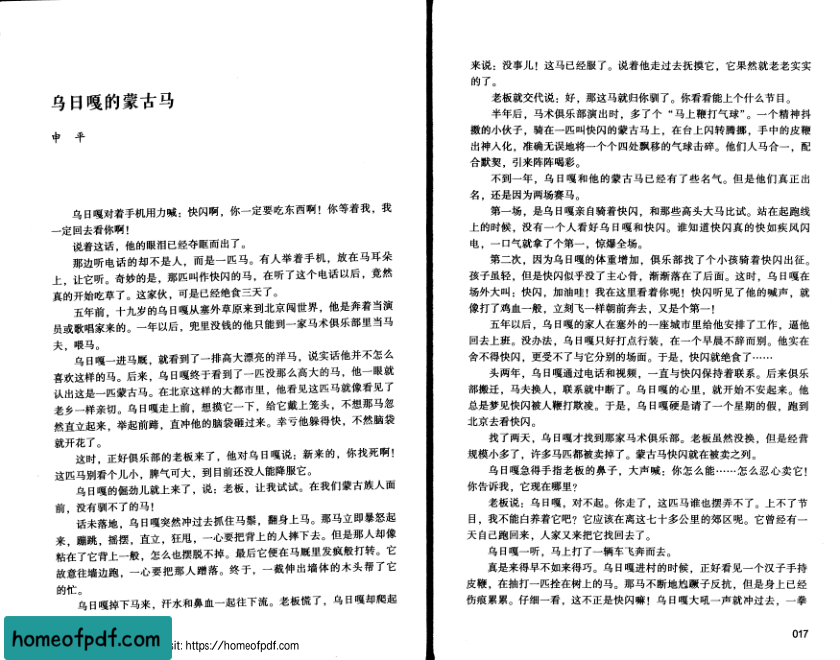 乌日嘎的蒙古马
申 平
乌日嘎对着手机用力喊：快闪啊，你一定要吃东西啊！你等着我，我
一定回去看你啊！
说着这话，他的眼泪已经夺眶而出了。
那边听电话的却不是人，而是一匹马。有人举着手机，放在马耳朵
上，让它听。奇妙的是，那匹叫作快闪的马，在听了这个电话以后，竟然
真的开始吃草了。这家伙，可是已经绝食三天了。
五年前，十九岁的乌日嘎从塞外草原来到北京闯世界，他是奔着当演
员或歌唱家来的。一年以后，兜里没钱的他只能到一家马术俱乐部里当马
夫，喂马。
乌日嘎一进马厩，就看到了一排高大漂亮的洋马，说实话他并不怎么
喜欢这样的马。后来，乌日嘎终于看到了一匹没那么高大的马，他一眼就
认出这是一匹蒙古马。在北京这样的大都市里，他看见这匹马就像看见了
老乡一样亲切。乌日嘎走上前，想摸它一下，给它戴上笼头，不想那马忽
然直立起来，举起前蹄，直冲他的脑袋砸过来。幸亏他躲得快，不然脑袋
就开花了。
这时，正好俱乐部的老板来了，他对乌日嘎说：新来的，你找死啊！
这匹马别看个儿小，脾气可大，到目前还没人能降服它。
乌日嘎的倔劲儿就上来了，说：老板，让我试试。在我们蒙古族人面
前，没有驯不了的马！
话未落地，乌日嘎突然冲过去抓住马鬃，翻身上马。那马立即暴怒起
来，蹦跳，摇摆，直立，狂甩，一心要把背上的人摔下去。但是那人却像
粘在了它背上一般，怎么也摆脱不掉。最后它便在马厩里发疯般打转。它
故意往墙边跑，一心要把那人蹭落。终于，一截伸出墙体的木头帮了它
的忙。
乌日嘎掉下马来，汗水和鼻血一起往下流。老板慌了，乌日嘎却爬起
homeofpdf.com
sit: https://homeofpdf.com
来说：没事儿！这马已经服了。说着他走过去抚摸它，它果然就老老实实
的了。
老板就交代说：好，那这马就归你驯了。你看看能上个什么节目。
半年后，马术俱乐部演出时，多了个“马上鞭打气球”。一个精神抖
擞的小伙子，骑在一匹叫快闪的蒙古马上，在台上闪转腾挪，手中的皮鞭
出神入化，准确无误地将一个个四处飘移的气球击碎。他们人马合一，配
合默契，引来阵阵喝彩。
不到一年，乌日嘎和他的蒙古马已经有了些名气。但是他们真正出
名，还是因为两场赛马。
第一场，是乌日嘎亲自骑着快闪，和那些高头大马比试。站在起跑线
上的时候，没有一个人看好乌日嘎和快闪。谁知道快闪真的快如疾风闪
电，一口气就拿了个第一，惊爆全场。
第二次，因为乌日嘎的体重增加，俱乐部找了个小孩骑着快闪出征。
孩子虽轻，但是快闪似乎没了主心骨，渐渐落在了后面。这时，乌日嘎在
场外大叫：快闪，加油哇！我在这里看着你呢！快闪听见了他的喊声，就
像打了鸡血一般，立刻飞一样朝前奔去，又是个第一！
五年以后，乌日嘎的家人在塞外的一座城市里给他安排了工作，逼他
回去上班。没办法，乌日嘎只好打点行装，在一个早晨不辞而别。他实在
舍不得快闪，更受不了与它分别的场面。于是，快闪就绝食了……
头两年，乌日嘎通过电话和视频，一直与快闪保持着联系。后来俱乐
部搬迁，马夫换人，联系就中断了。乌日嘎的心里，就开始不安起来。他
总是梦见快闪被人鞭打欺凌。于是，乌日嘎硬是请了一个星期的假，跑到
北京去看快闪。
找了两天，乌日嘎才找到那家马术俱乐部。老板虽然没换，但是经营
规模小多了，许多马匹都被卖掉了。蒙古马快闪就在被卖之列。
乌日嘎急得手指老板的鼻子，大声喊：你怎么能……怎么忍心卖它！
你告诉我，它现在哪里？
老板说：乌日嘎，对不起。你走了，这匹马谁也摆弄不了。上不了节
目，我不能白养着它吧？它应该在离这七十多公里的郊区呢。它曾经有一
天自己跑回来，人家又来把它找回去了。
乌日嘎一听，马上打了一辆车飞奔而去。
真是来得早不如来得巧。乌日嘎进村的时候，正好看见一个汉子手持
皮鞭，在抽打一匹拴在树上的马。那马不断地尥蹶子反抗，但是身上已经
伤痕累累。仔细一看，这不正是快闪嘛！乌日嘎大吼一声就冲过去，一拳
017